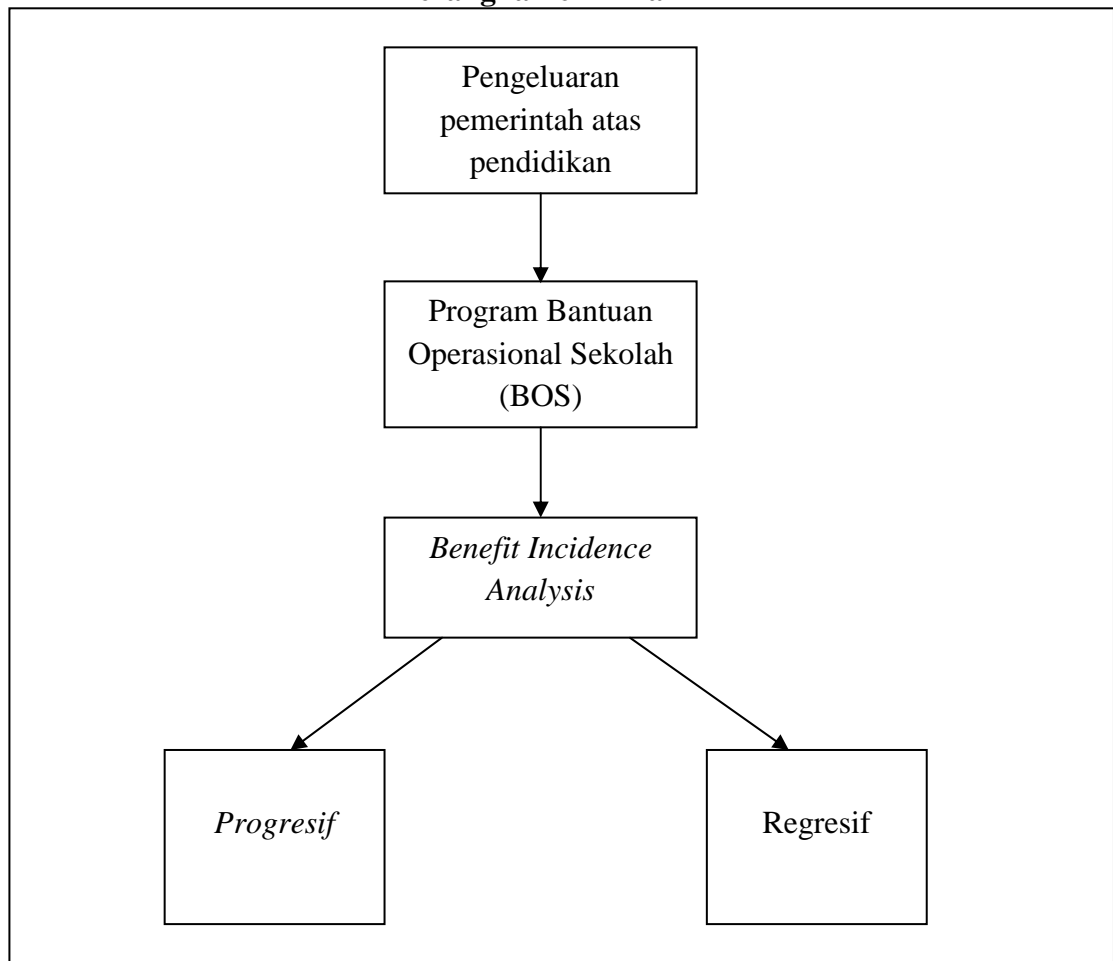 Pengeluaran
pemerintah atas
pendidikan
Program Bantuan
Operasional Sekolah
(BOS)
Benefit Incidence
Analysis
Progresif
Regresif